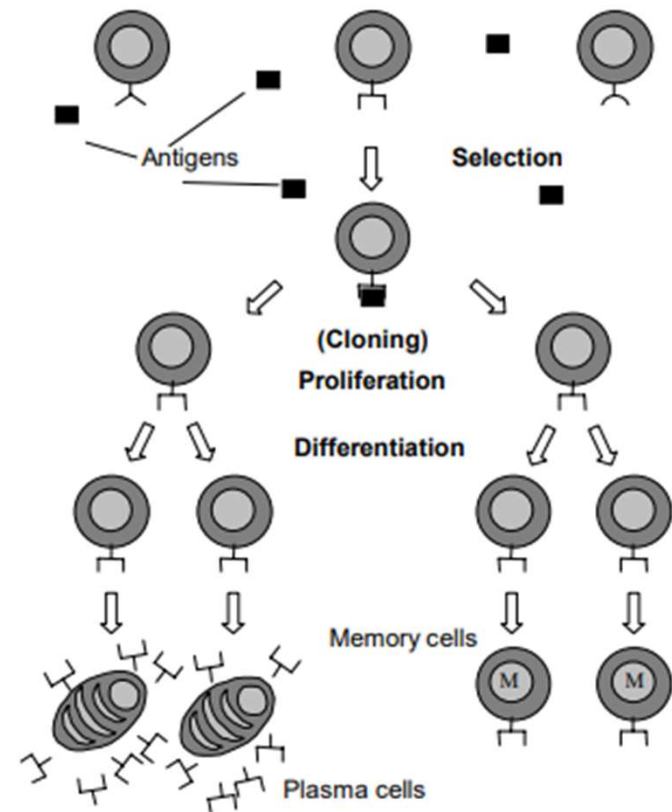 Antigens
Selection
(Cloning)
Proliferation
Differentiation
Memory cells
M
M
Plasma cells